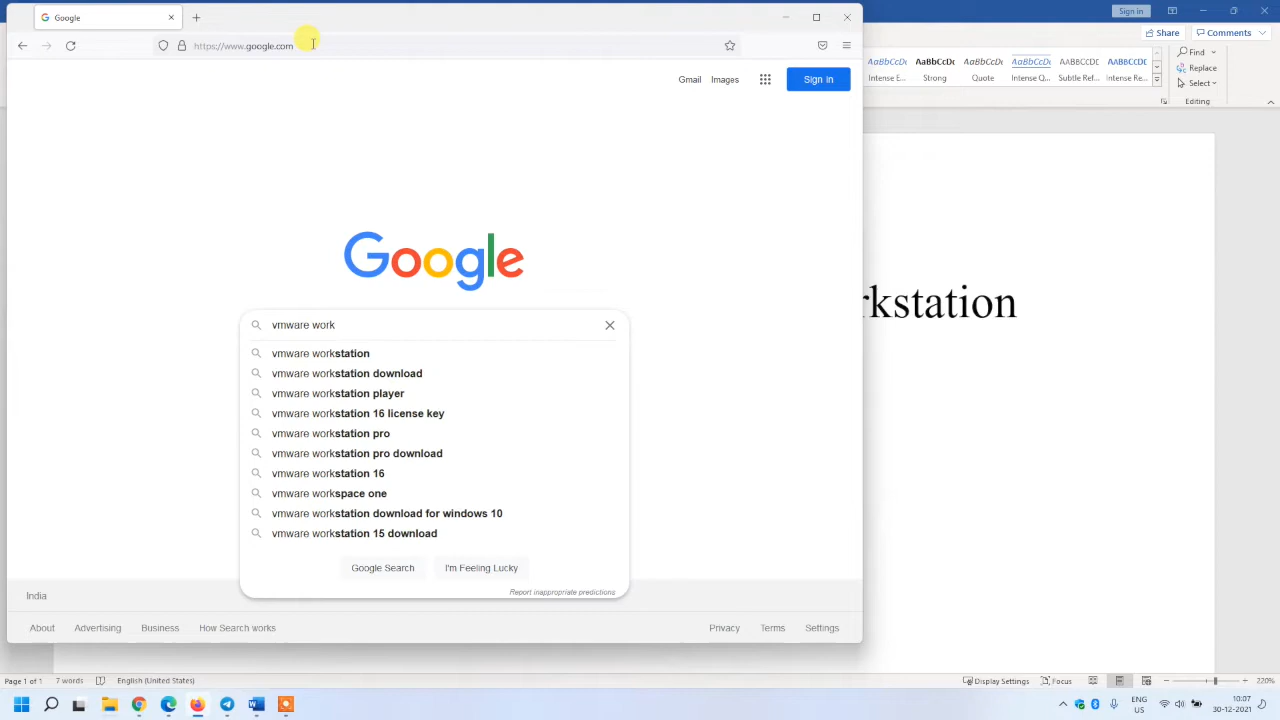 Google
https://www.google.com
Sign in
Share
Comments
AaBbCcDc
AaBbCcDc
AaBbCcDc
AaBbCcDc
AABBCCDE
AABBCCDE
Intense E...
Strong
Quote
Intense Q...
Subtle Ref...
Intense Re...
Find
Replace
Select
Editing
Gmail
Images
Sign in
Google
rkstation
vmware work
vmware workstation
vmware workstation download
vmware workstation player
vmware workstation 16 license key
vmware workstation pro
vmware workstation pro download
vmware workstation 16
vmware workspace one
vmware workstation download for windows 10
vmware workstation 15 download
Google Search
I'm Feeling Lucky
Report inappropriate predictions
India
About
Advertising
Business
How Search works
Privacy
Terms
Settings
Page 1 of 1
7 words
English (United States)
Display Settings
Focus
220%
ENG
US
10:07
30-12-2021